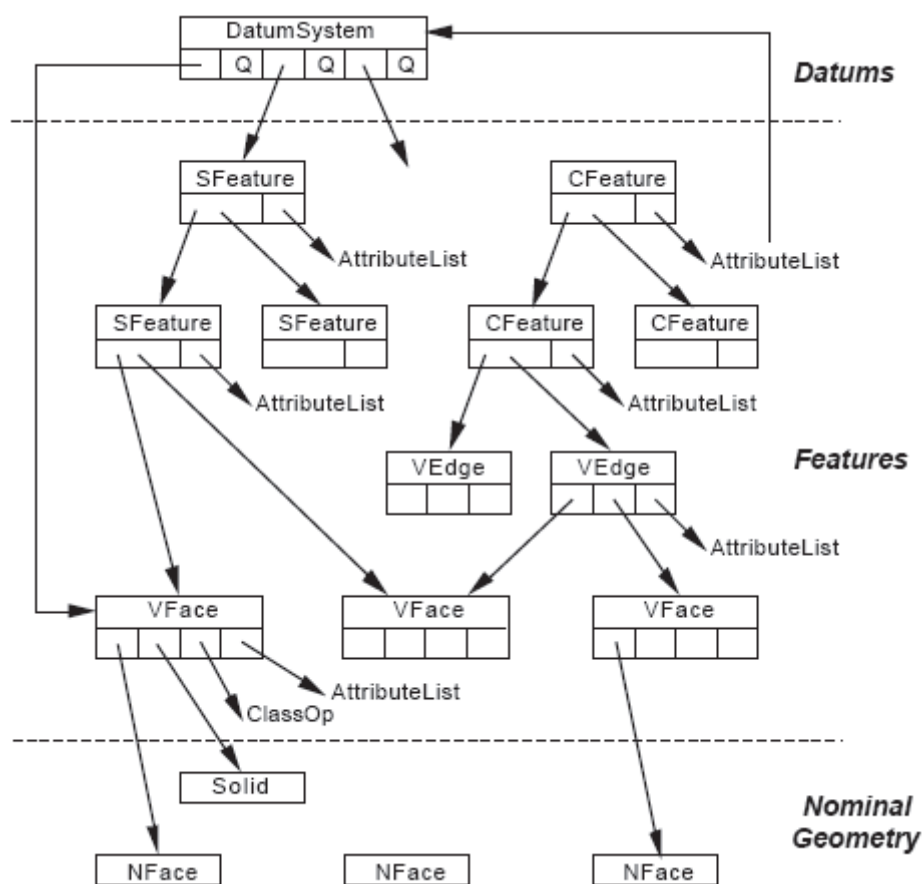 DatumSystem
Q Q Q
Datums
SFeature CFeature
AttributeList AttributeList
SFeature SFeature CFeature CFeature
AttributeList AttributeList
VEdge VEdge
Features
AttributeList
VFace VFace VFace
AttributeList
ClassOp
Solid
Nominal
Geometry
NFace NFace NFace